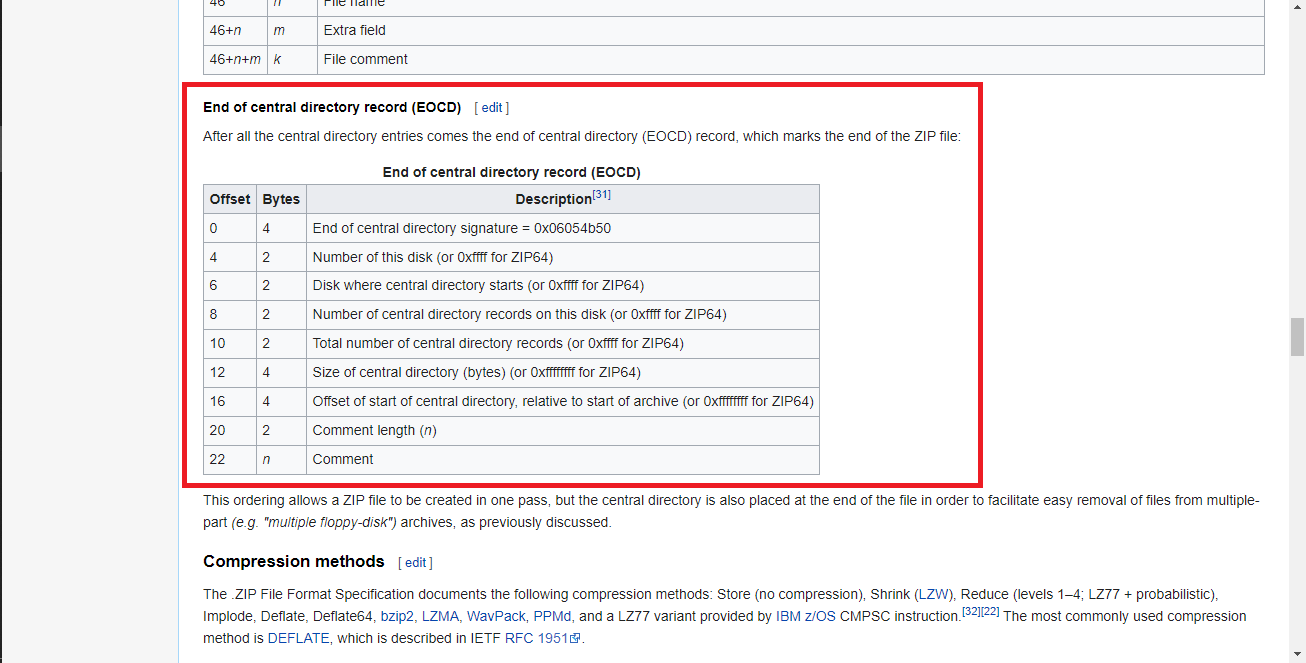 46 n File name
46+n m Extra field
46+n+m k File comment
End of central directory record (EOCD) [ edit ]
After all the central directory entries comes the end of central directory (EOCD) record, which marks the end of the ZIP file:
End of central directory record (EOCD)
Offset Bytes Description[31]
0 4 End of central directory signature = 0x06054b50
4 2 Number of this disk (or 0xffff for ZIP64)
6 2 Disk where central directory starts (or 0xffff for ZIP64)
8 2 Number of central directory records on this disk (or 0xffff for ZIP64)
10 2 Total number of central directory records (or 0xffff for ZIP64)
12 4 Size of central directory (bytes) (or 0xffffffff for ZIP64)
16 4 Offset of start of central directory, relative to start of archive (or 0xffffffff for ZIP64)
20 2 Comment length (n)
22 n Comment
This ordering allows a ZIP file to be created in one pass, but the central directory is also placed at the end of the file in order to facilitate easy removal of files from multiple-
part (e.g. "multiple floppy-disk") archives, as previously discussed.
Compression methods [ edit ]
The .ZIP File Format Specification documents the following compression methods: Store (no compression), Shrink (LZW), Reduce (levels 1–4; LZ77 + probabilistic),
Implode, Deflate, Deflate64, bzip2, LZMA, WavPack, PPMd, and a LZ77 variant provided by IBM z/OS CMPSC instruction.[32][22] The most commonly used compression
method is DEFLATE, which is described in IETF RFC 1951.